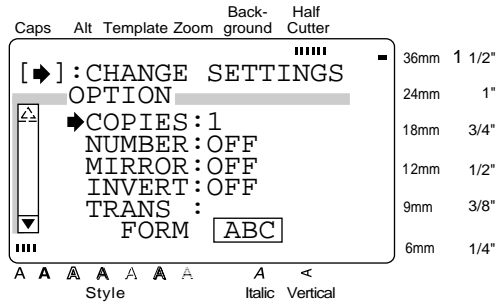 Caps Alt Template Zoom Back-ground Half Cutter
[➡]:CHANGE SETTINGS
OPTION
➡COPIES:1
NUMBER:OFF
MIRROR:OFF
INVERT:OFF
TRANS :
FORM ABC
36mm 1 1/2"
24mm 1"
18mm 3/4"
12mm 1/2"
9mm 3/8"
6mm 1/4"
A A A A A A A A A
Style Italic Vertical